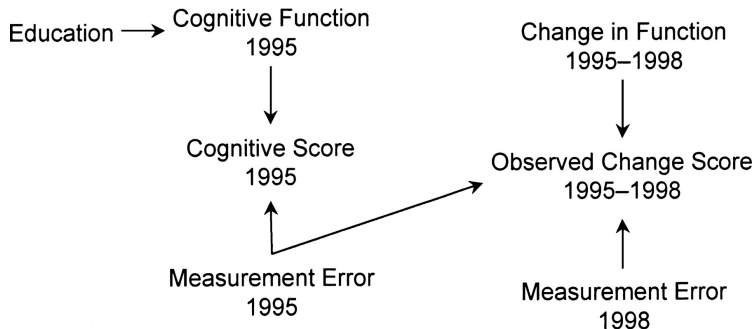 Education
Cognitive Function
1995
Change in Function
1995–1998
Cognitive Score
1995
Observed Change Score
1995–1998
Measurement Error
1995
Measurement Error
1998